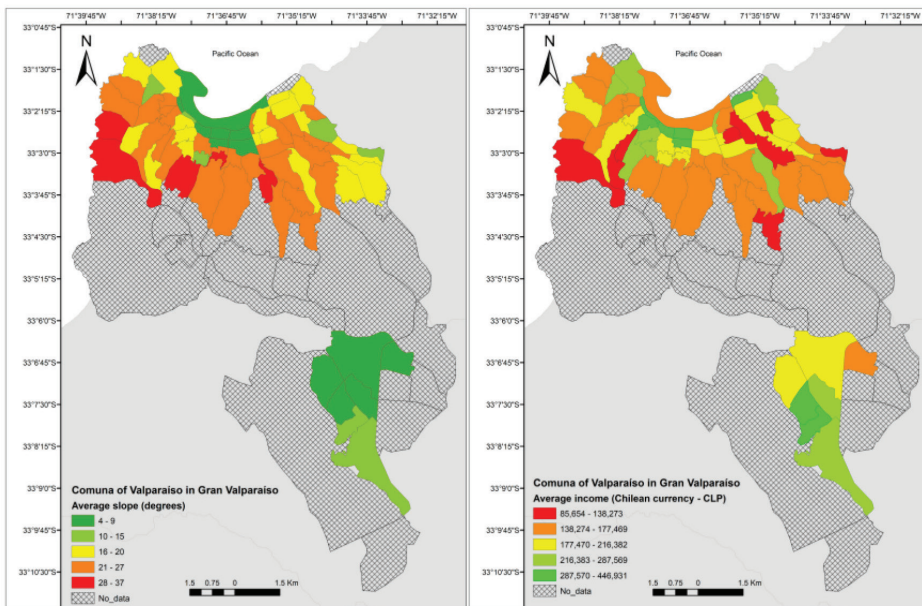 71°39'45"W 71°38'15"W 71°36'45"W 71°35'15"W 71°33'45"W 71°32'15"W
33°0'45"S
33°1'30"S
33°2'15"S
33°3'0"S
33°3'45"S
33°4'30"S
33°5'15"S
33°6'0"S
33°6'45"S
33°7'30"S
33°8'15"S
33°9'0"S
33°9'45"S
33°10'30"S
N
Pacific Ocean
Comuna of Valparaiso in Gran Valparaiso
Average slope (degrees)
4 - 9
10 - 15
16 - 20
21 - 27
28 - 37
No_data
1.5 0.75 0 1.5 Km
71°39'45"W 71°38'15"W 71°36'45"W 71°35'15"W 71°33'45"W 71°32'15"W
33°0'45"S
33°1'30"S
33°2'15"S
33°3'0"S
33°3'45"S
33°4'30"S
33°5'15"S
33°6'0"S
33°6'45"S
33°7'30"S
33°8'15"S
33°9'0"S
33°9'45"S
33°10'30"S
N
Pacific Ocean
Comuna of Valparaiso in Gran Valparaiso
Average income (Chilean currency - CLP)
85,654 - 138,273
138,274 - 177,469
177,470 - 216,382
216,383 - 287,569
287,570 - 446,931
No_data
1.5 0.75 0 1.5 Km